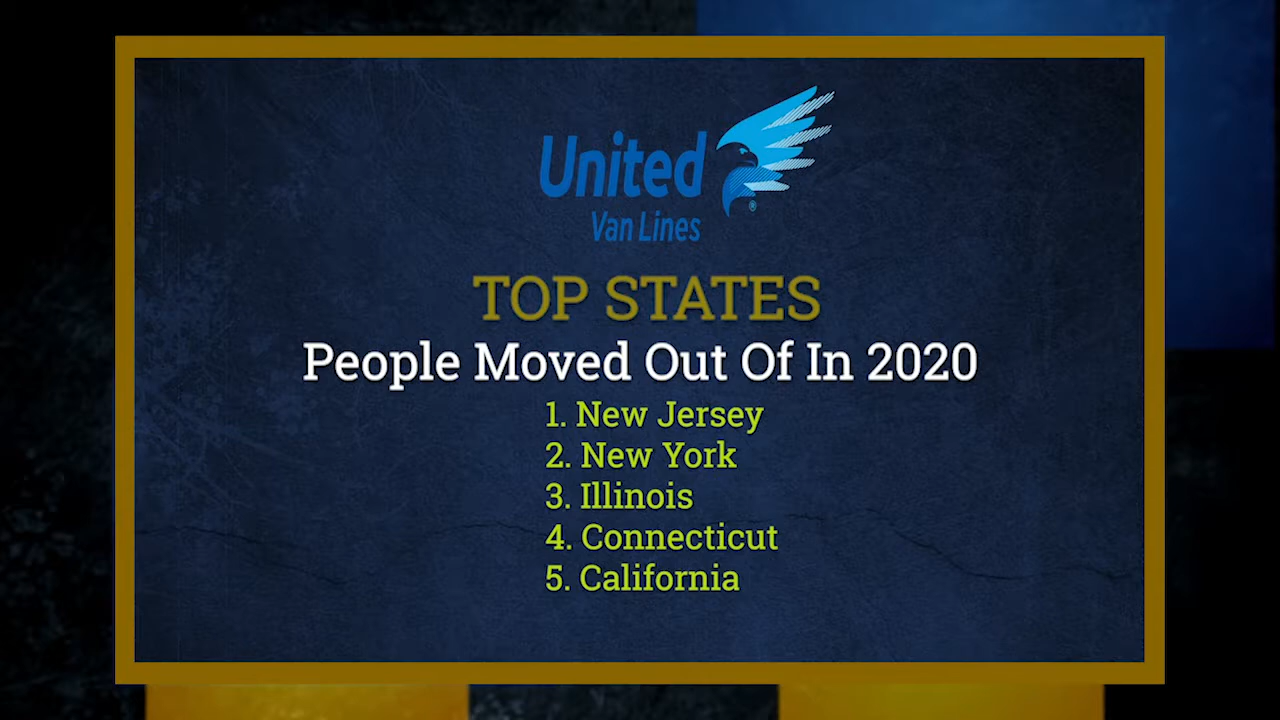 United
Van Lines
TOP STATES
People Moved Out Of In 2020
1. New Jersey
2. New York
3. Illinois
4. Connecticut
5. California